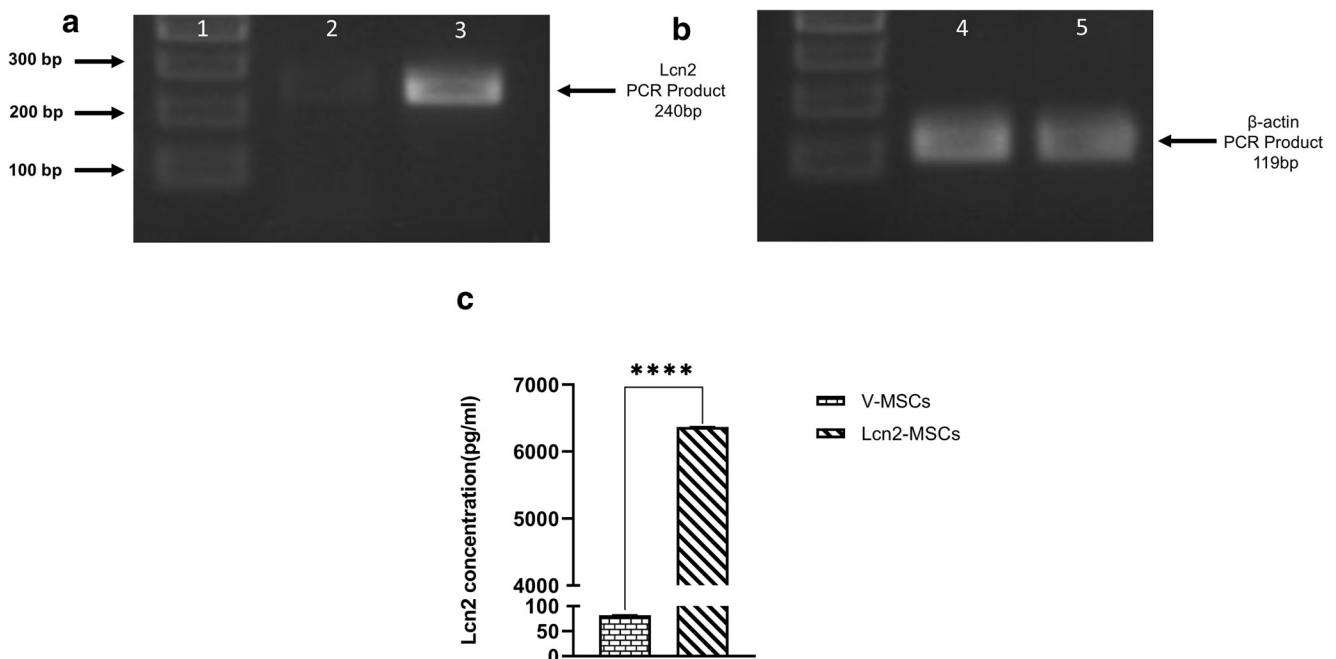 a
1 2 3
300 bp
200 bp
100 bp
Lcn2
PCR Product
240bp
b
4 5
β-actin
PCR Product
119bp
c
Lcn2 concentration(pg/ml)
7000
6000
5000
4000
100
50
0
****
V-MSCs
Lcn2-MSCs